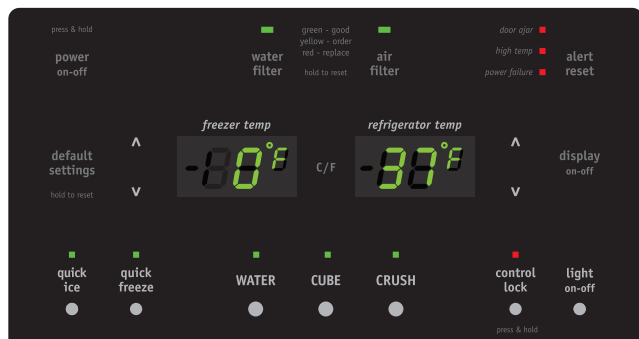 press & hold
power
on-off
water
filter
green - good
yellow - order
red - replace
hold to reset
air
filter
door ajar
high temp
power failure
alert
reset
default
settings
hold to reset
freezer temp
0°F
C/F
refrigerator temp
37°F
display
on-off
quick
ice
quick
freeze
WATER
CUBE
CRUSH
control
lock
press & hold
light
on-off